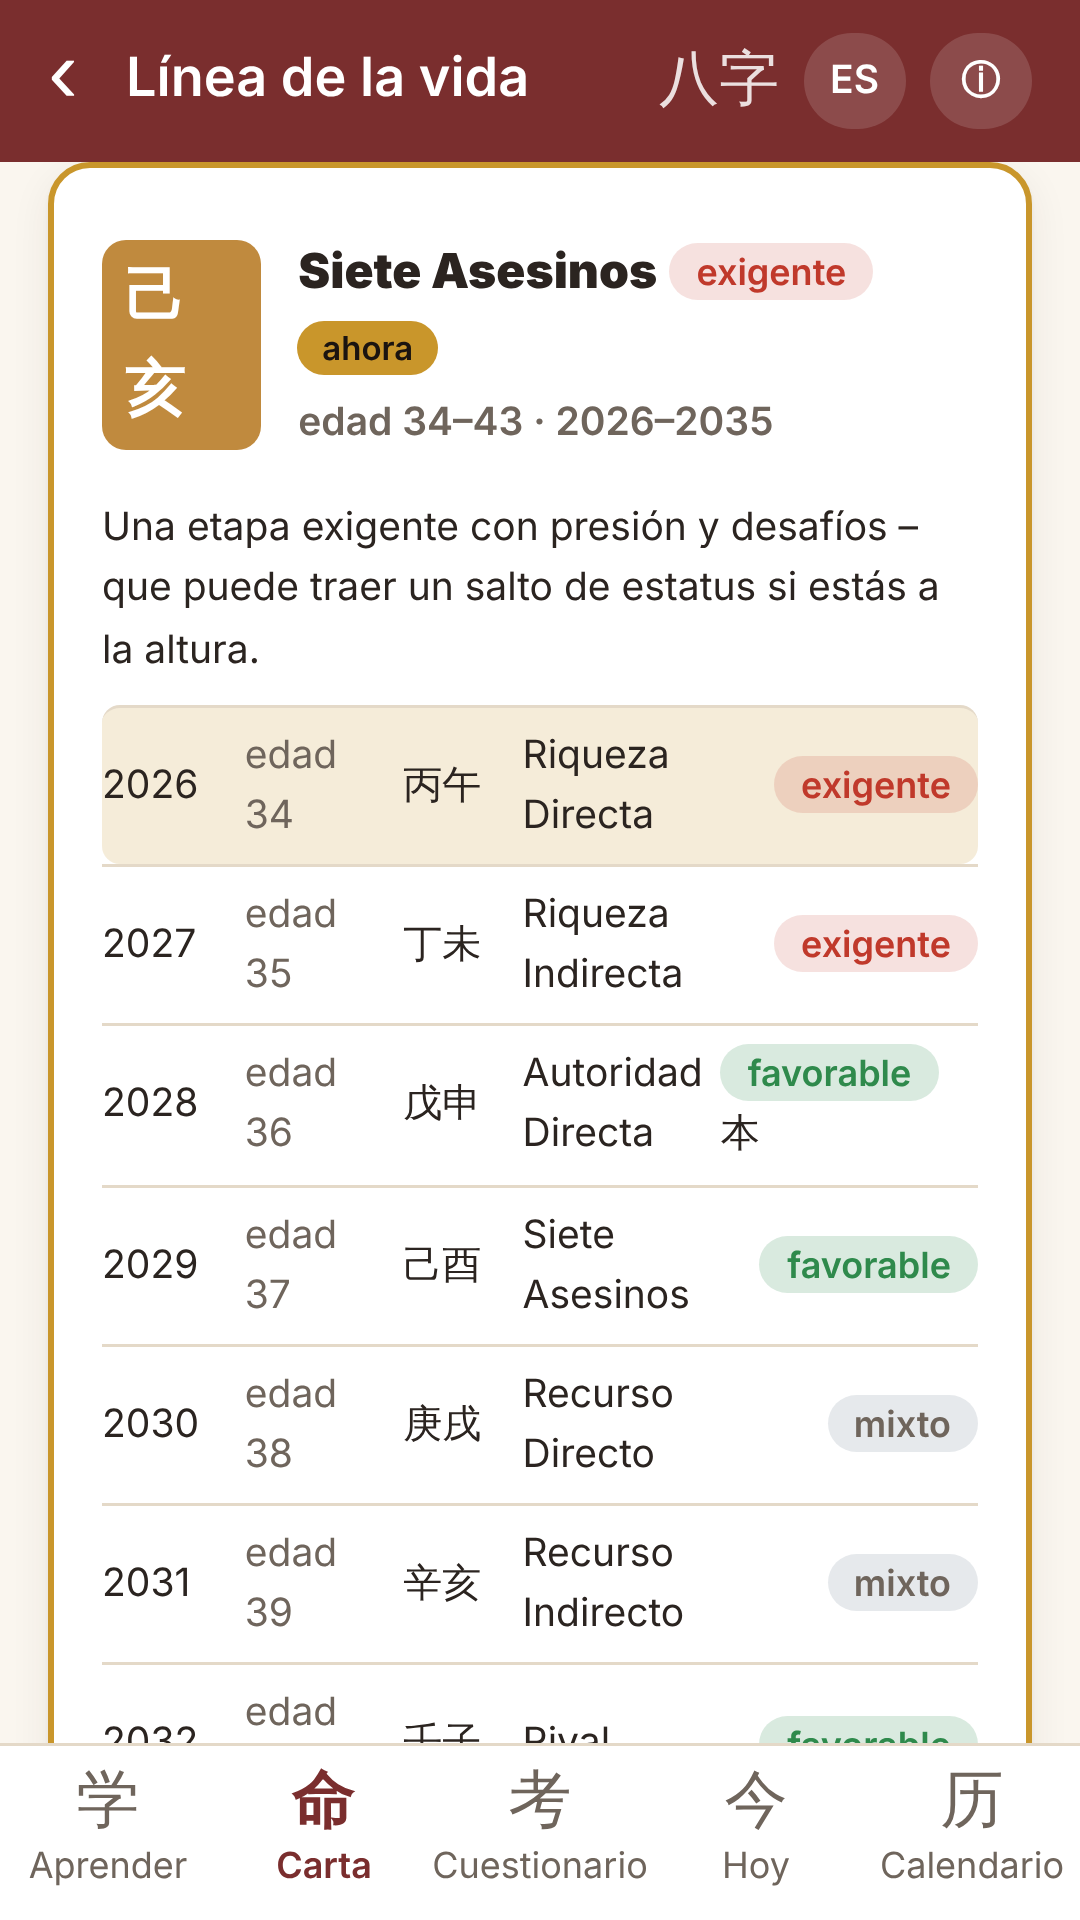 Línea de la vida 八字 ES
己 Siete Asesinos exigente
ahora
亥 edad 34–43 · 2026–2035
Una etapa exigente con presión y desafíos –
que puede traer un salto de estatus si estás a
la altura.
2026 edad 34 丙午 Riqueza Directa exigente
2027 edad 35 丁未 Riqueza Indirecta exigente
2028 edad 36 戊申 Autoridad Directa favorable 本
2029 edad 37 己酉 Siete Asesinos favorable
2030 edad 38 庚戌 Recurso Directo mixto
2031 edad 39 辛亥 Recurso Indirecto mixto
2032 edad 壬子 Rival favorable
学 命 考 今 历
Aprender Carta Cuestionario Hoy Calendario